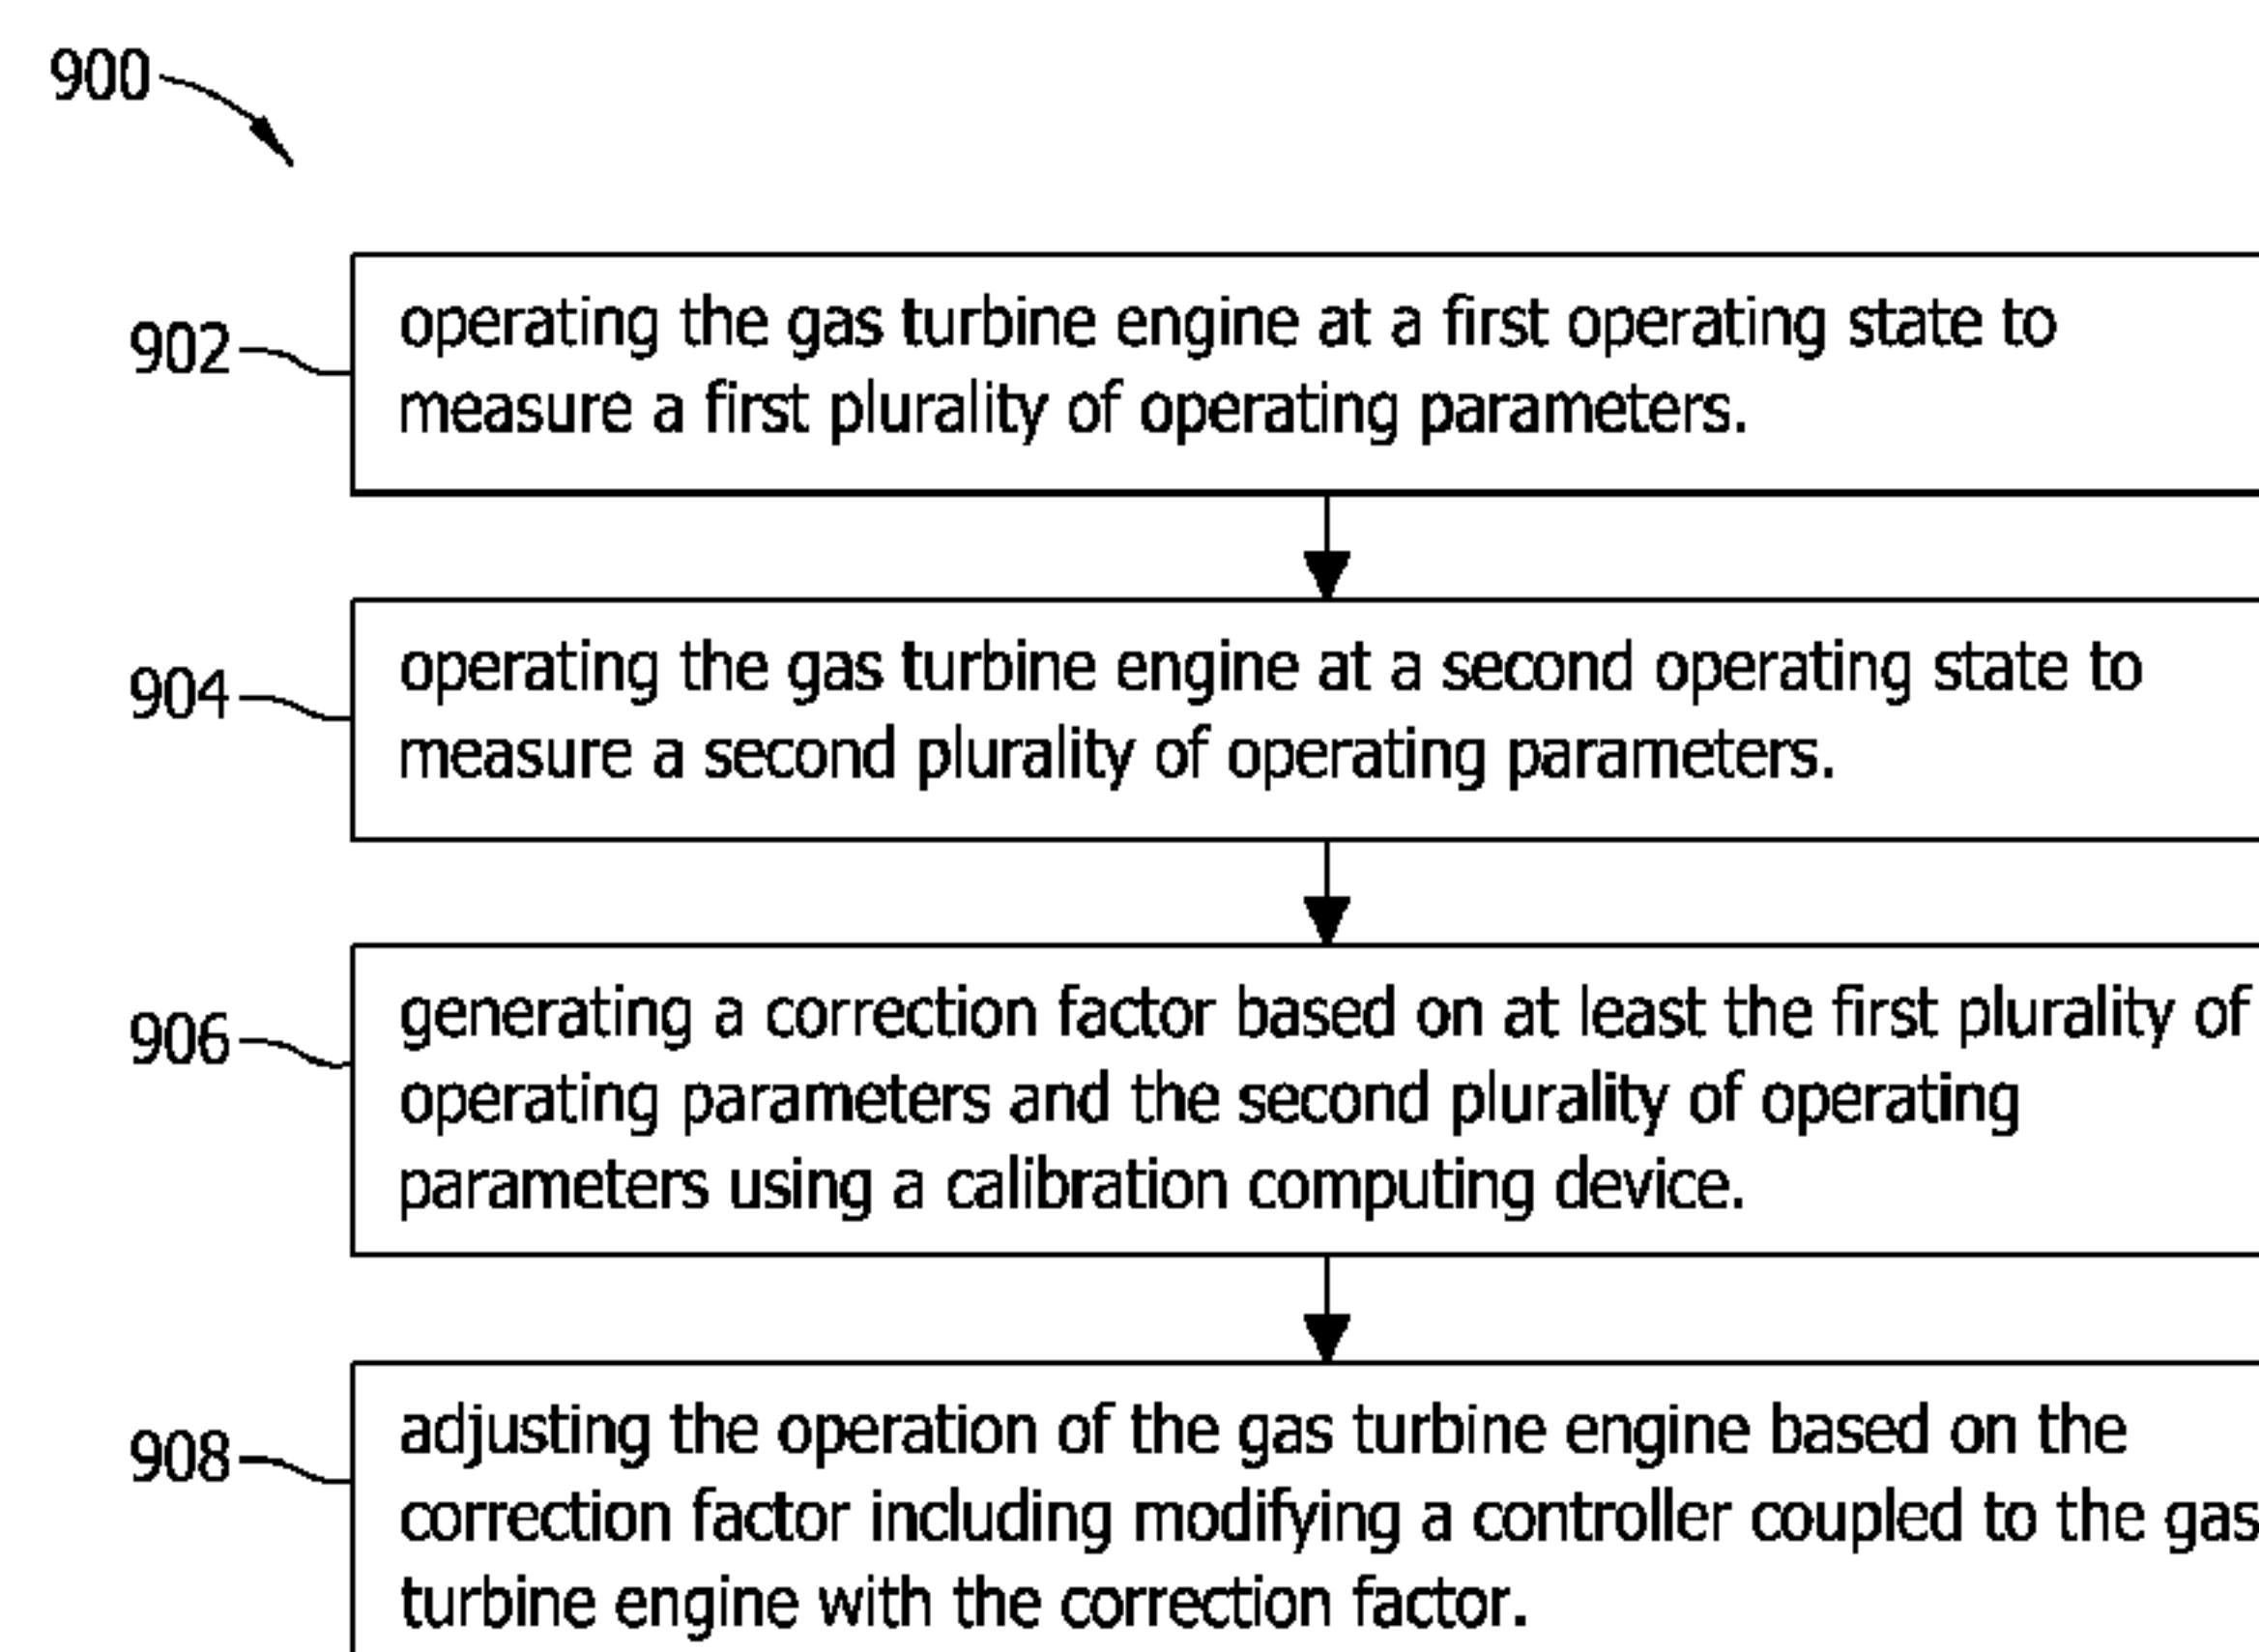 900
902
operating the gas turbine engine at a first operating state to
measure a first plurality of operating parameters.
904
operating the gas turbine engine at a second operating state to
measure a second plurality of operating parameters.
906
generating a correction factor based on at least the first plurality of
operating parameters and the second plurality of operating
parameters using a calibration computing device.
908
adjusting the operation of the gas turbine engine based on the
correction factor including modifying a controller coupled to the gas
turbine engine with the correction factor.